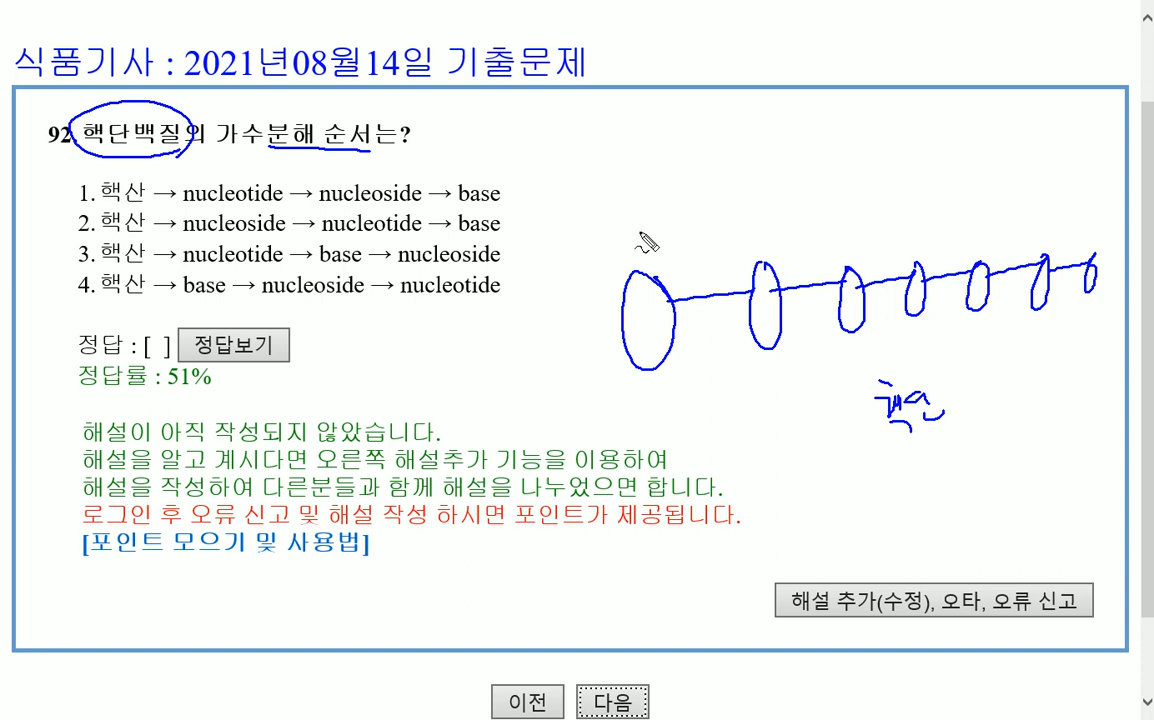 식품기사 : 2021년08월14일 기출문제
92. 핵단백질의 가수분해 순서는?
1. 핵산 → nucleotide → nucleoside → base
2. 핵산 → nucleoside → nucleotide → base
3. 핵산 → nucleotide → base → nucleoside
4. 핵산 → base → nucleoside → nucleotide
정답 : [ ] 정답보기
정답률 : 51%
핵산
해설이 아직 작성되지 않았습니다.
해설을 알고 계시다면 오른쪽 해설추가 기능을 이용하여
해설을 작성하여 다른분들과 함께 해설을 나누었으면 합니다.
로그인 후 오류 신고 및 해설 작성 하시면 포인트가 제공됩니다.
[포인트 모으기 및 사용법]
해설 추가(수정), 오타, 오류 신고
이전 다음